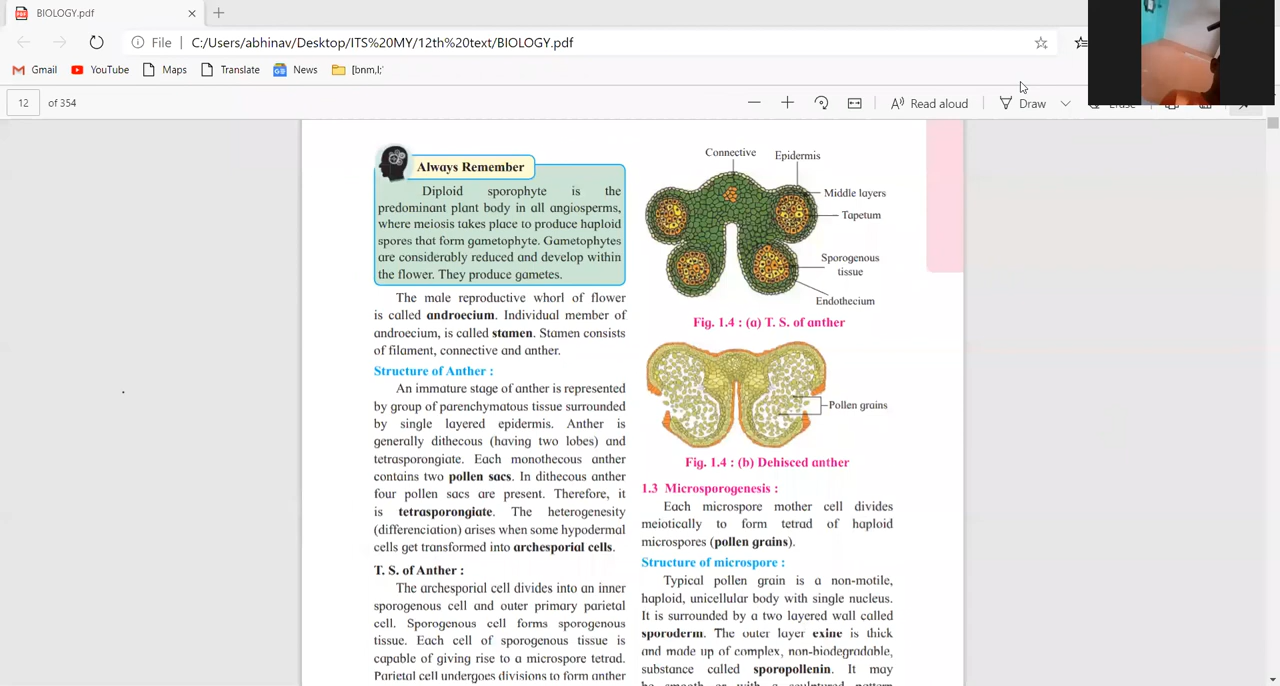 BIOLOGY.pdf
File | C:/Users/abhinav/Desktop/ITS%20MY/12th%20text/BIOLOGY.pdf
Gmail YouTube Maps Translate News [bnm,l;'
12 of 354 Read aloud Draw
Always Remember
Diploid sporophyte is the
predominant plant body in all angiosperms,
where meiosis takes place to produce haploid
spores that form gametophyte. Gametophytes
are considerably reduced and develop within
the flower. They produce gametes.
The male reproductive whorl of flower
is called androecium. Individual member of
androecium, is called stamen. Stamen consists
of filament, connective and anther.
Structure of Anther :
An immature stage of anther is represented
by group of parenchymatous tissue surrounded
by single layered epidermis. Anther is
generally dithecous (having two lobes) and
tetrasporongiate. Each monothecous anther
contains two pollen sacs. In dithecous anther
four pollen sacs are present. Therefore, it
is tetrasporongiate. The heterogenesity
(differenciation) arises when some hypodermal
cells get transformed into archesporial cells.
T. S. of Anther :
The archesporial cell divides into an inner
sporogenous cell and outer primary parietal
cell. Sporogenous cell forms sporogenous
tissue. Each cell of sporogenous tissue is
capable of giving rise to a microspore tetrad.
Parietal cell undergoes divisions to form anther
Connective
Epidermis
Middle layers
Tapetum
Sporogenous
tissue
Endothecium
Fig. 1.4 : (a) T. S. of anther
Pollen grains
Fig. 1.4 : (b) Dehisced anther
1.3 Microsporogenesis :
Each microspore mother cell divides
meiotically to form tetrad of haploid
microspores (pollen grains).
Structure of microspore :
Typical pollen grain is a non-motile,
haploid, unicellular body with single nucleus.
It is surrounded by a two layered wall called
sporoderm. The outer layer exine is thick
and made up of complex, non-biodegradable,
substance called sporopollenin. It may